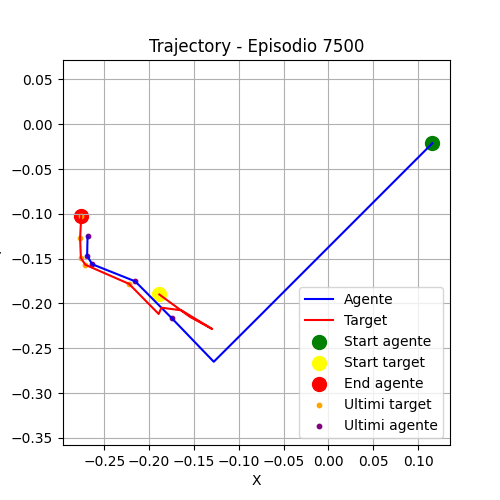 Trajectory - Episodio 7500
0.05
0.00
−0.05
−0.10
−0.15
−0.20
−0.25
−0.30
−0.35
Agente
Target
Start agente
Start target
End agente
Ultimi target
Ultimi agente
−0.25 −0.20 −0.15 −0.10 −0.05 0.00 0.05 0.10
X